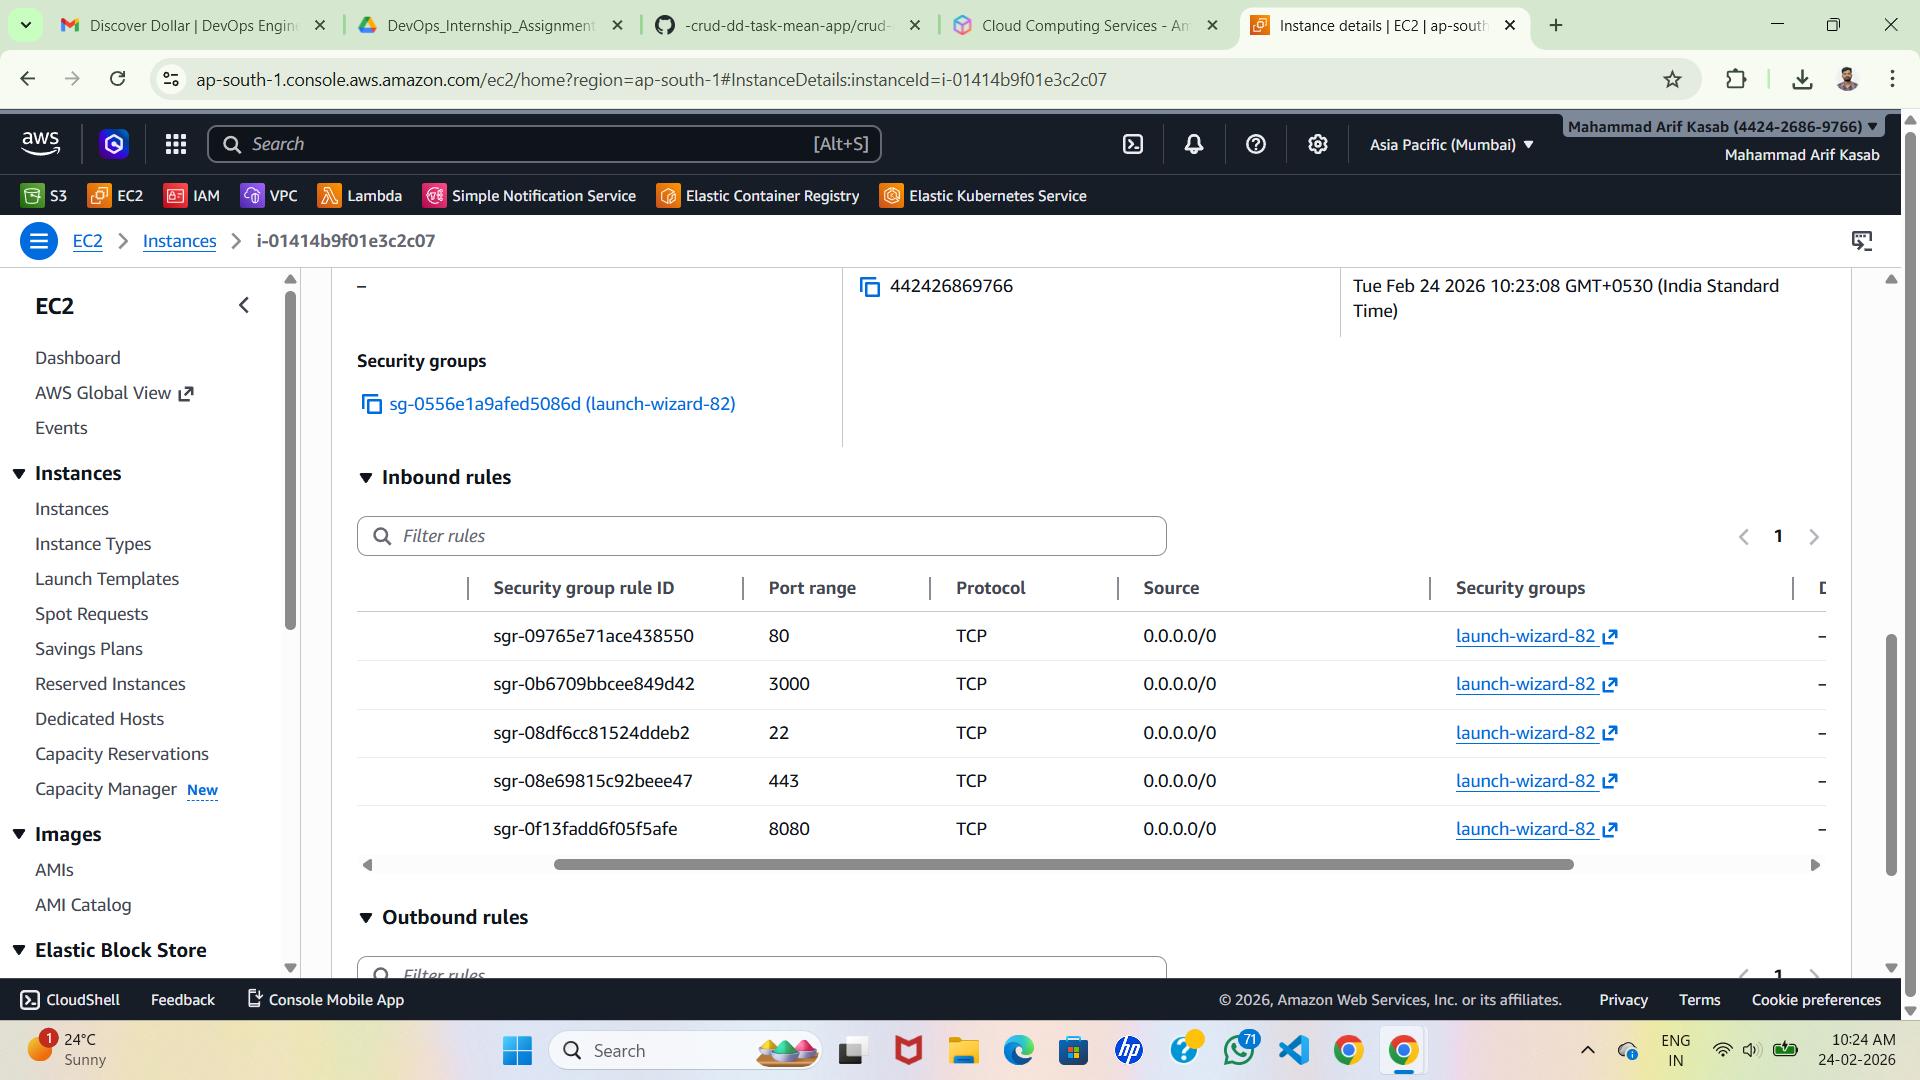 Discover Dollar | DevOps Engine
DevOps_Internship_Assignment
-crud-dd-task-mean-app/crud-
Cloud Computing Services - Am
Instance details | EC2 | ap-south
ap-south-1.console.aws.amazon.com/ec2/home?region=ap-south-1#InstanceDetails:instanceId=i-01414b9f01e3c2c07
aws
Search
[Alt+S]
Asia Pacific (Mumbai)
Mahammad Arif Kasab (4424-2686-9766)
Mahammad Arif Kasab
S3
EC2
IAM
VPC
Lambda
Simple Notification Service
Elastic Container Registry
Elastic Kubernetes Service
EC2
Instances
i-01414b9f01e3c2c07
EC2
Dashboard
AWS Global View
Events
Instances
Instances
Instance Types
Launch Templates
Spot Requests
Savings Plans
Reserved Instances
Dedicated Hosts
Capacity Reservations
Capacity Manager New
Images
AMIs
AMI Catalog
Elastic Block Store
–
442426869766
Tue Feb 24 2026 10:23:08 GMT+0530 (India Standard
Time)
Security groups
sg-0556e1a9afed5086d (launch-wizard-82)
Inbound rules
Filter rules
1
Security group rule ID Port range Protocol Source Security groups
sgr-09765e71ace438550 80 TCP 0.0.0.0/0 launch-wizard-82 –
sgr-0b6709bbcee849d42 3000 TCP 0.0.0.0/0 launch-wizard-82 –
sgr-08df6cc81524ddeb2 22 TCP 0.0.0.0/0 launch-wizard-82 –
sgr-08e69815c92beee47 443 TCP 0.0.0.0/0 launch-wizard-82 –
sgr-0f13fadd6f05f5afe 8080 TCP 0.0.0.0/0 launch-wizard-82 –
Outbound rules
Filter rules
1
CloudShell
Feedback
Console Mobile App
© 2026, Amazon Web Services, Inc. or its affiliates.
Privacy
Terms
Cookie preferences
1
24°C
Sunny
Search
hp
71
ENG
IN
10:24 AM
24-02-2026